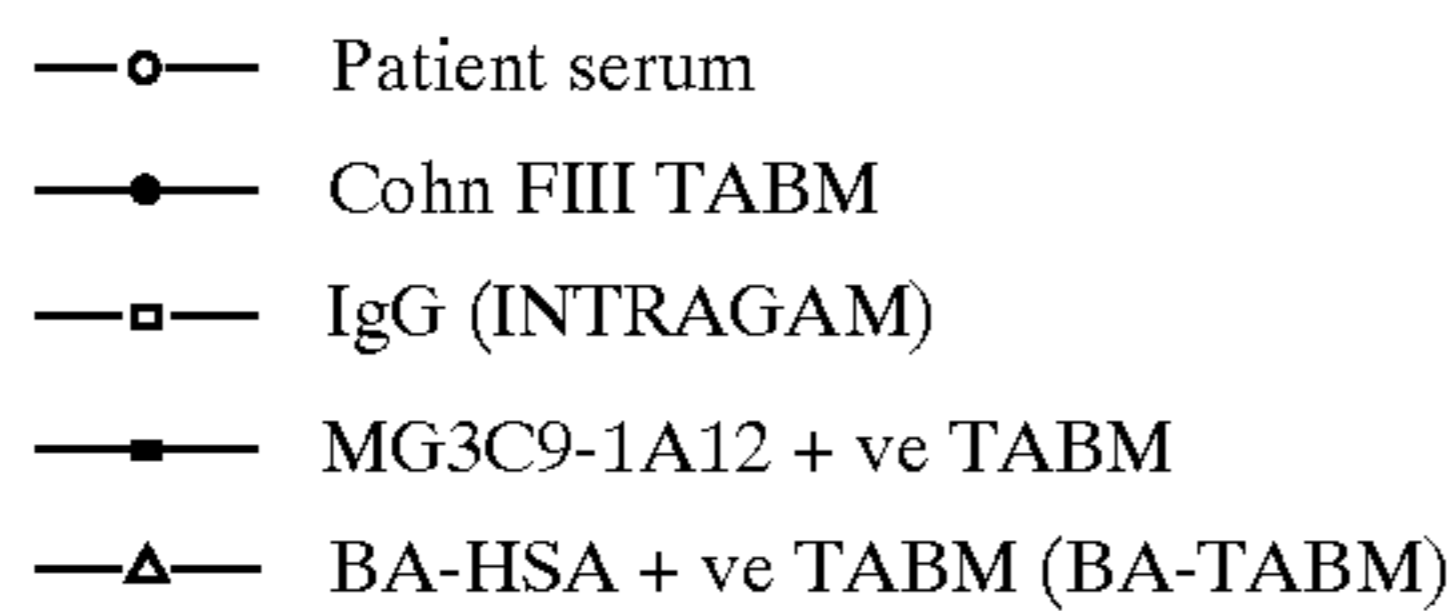 Patient serum
Cohn FIII TABM
IgG (INTRAGAM)
MG3C9-1A12 + ve TABM
BA-HSA + ve TABM (BA-TABM)